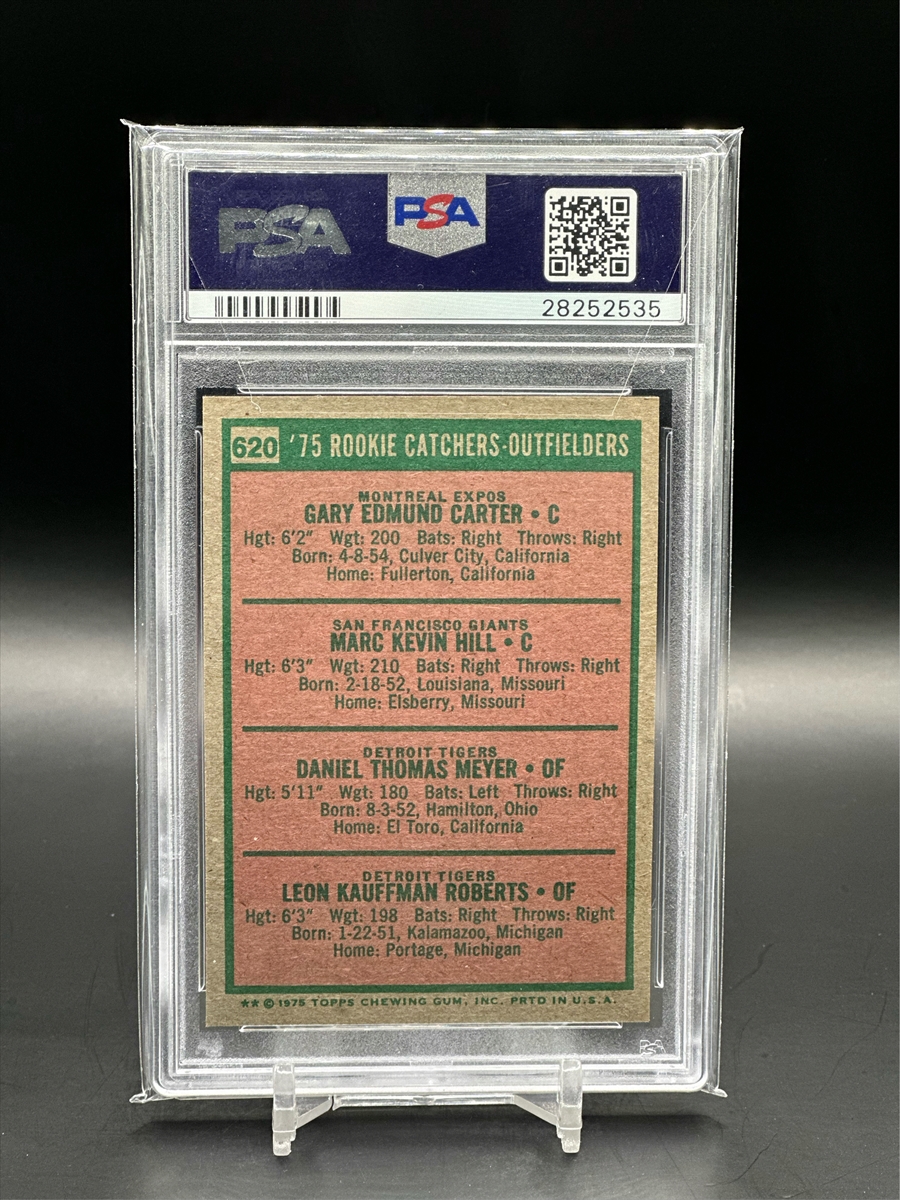 PSA
PSA
28252535
620 '75 ROOKIE CATCHERS-OUTFIELDERS
MONTREAL EXPOS
GARY EDMUND CARTER • C
Hgt: 6'2" Wgt: 200 Bats: Right Throws: Right
Born: 4-8-54, Culver City, California
Home: Fullerton, California
SAN FRANCISCO GIANTS
MARC KEVIN HILL • C
Hgt: 6'3" Wgt: 210 Bats: Right Throws: Right
Born: 2-18-52, Louisiana, Missouri
Home: Elsberry, Missouri
DETROIT TIGERS
DANIEL THOMAS MEYER • OF
Hgt: 5'11" Wgt: 180 Bats: Left Throws: Right
Born: 8-3-52, Hamilton, Ohio
Home: El Toro, California
DETROIT TIGERS
LEON KAUFFMAN ROBERTS • OF
Hgt: 6'3" Wgt: 198 Bats: Right Throws: Right
Born: 1-22-51, Kalamazoo, Michigan
Home: Portage, Michigan
** © 1975 TOPPS CHEWING GUM, INC. PRTD IN U.S.A.
PSA